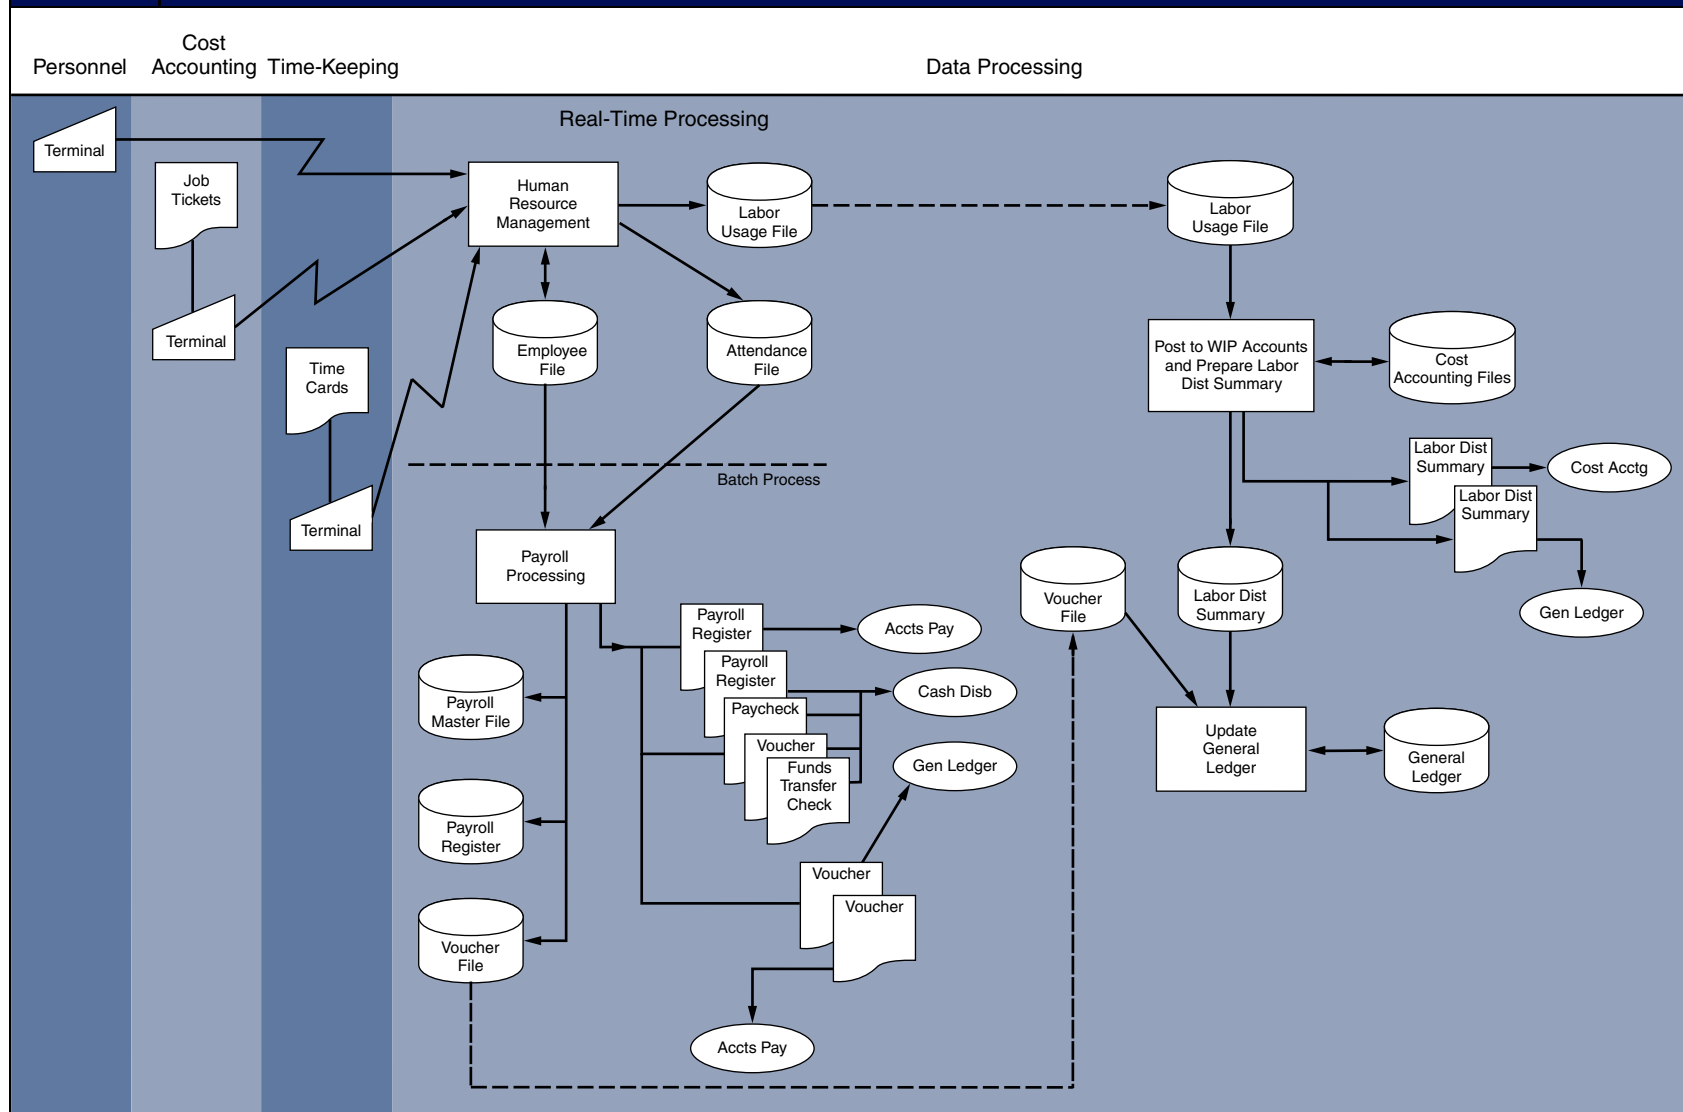 Personnel
Cost
Accounting
Time-Keeping
Data Processing
Real-Time Processing
Terminal
Job
Tickets
Terminal
Time
Cards
Terminal
Human
Resource
Management
Labor
Usage File
Labor
Usage File
Employee
File
Attendance
File
Post to WIP Accounts
and Prepare Labor
Dist Summary
Cost
Accounting Files
Batch Process
Labor Dist
Summary
Cost Acctg
Labor Dist
Summary
Gen Ledger
Payroll
Processing
Voucher
File
Labor Dist
Summary
Payroll
Register
Accts Pay
Payroll
Register
Cash Disb
Paycheck
Voucher
Funds
Transfer
Check
Gen Ledger
Payroll
Master File
Payroll
Register
Voucher
File
Update
General
Ledger
General
Ledger
Voucher
Voucher
Accts Pay